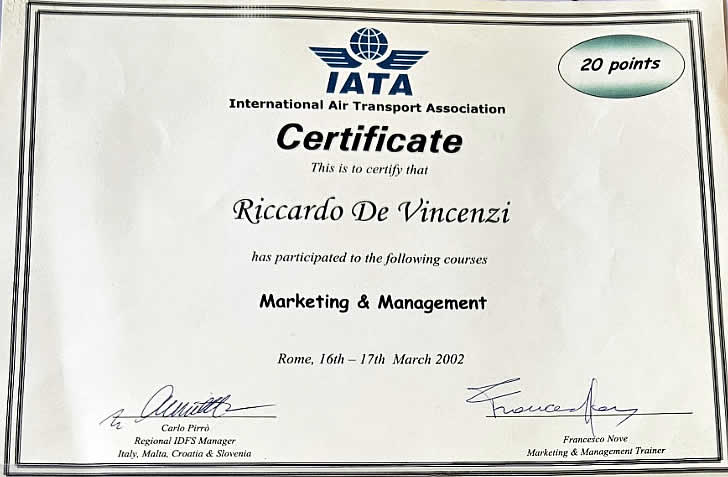 20 points
IATA
International Air Transport Association
Certificate
This is to certify that
Riccardo De Vincenzi
has participated to the following courses
Marketing & Management
Rome, 16th – 17th March 2002
Carlo Pirrò
Regional IDFS Manager
Italy, Malta, Croatia & Slovenia
Francesco Nove
Marketing & Management Trainer